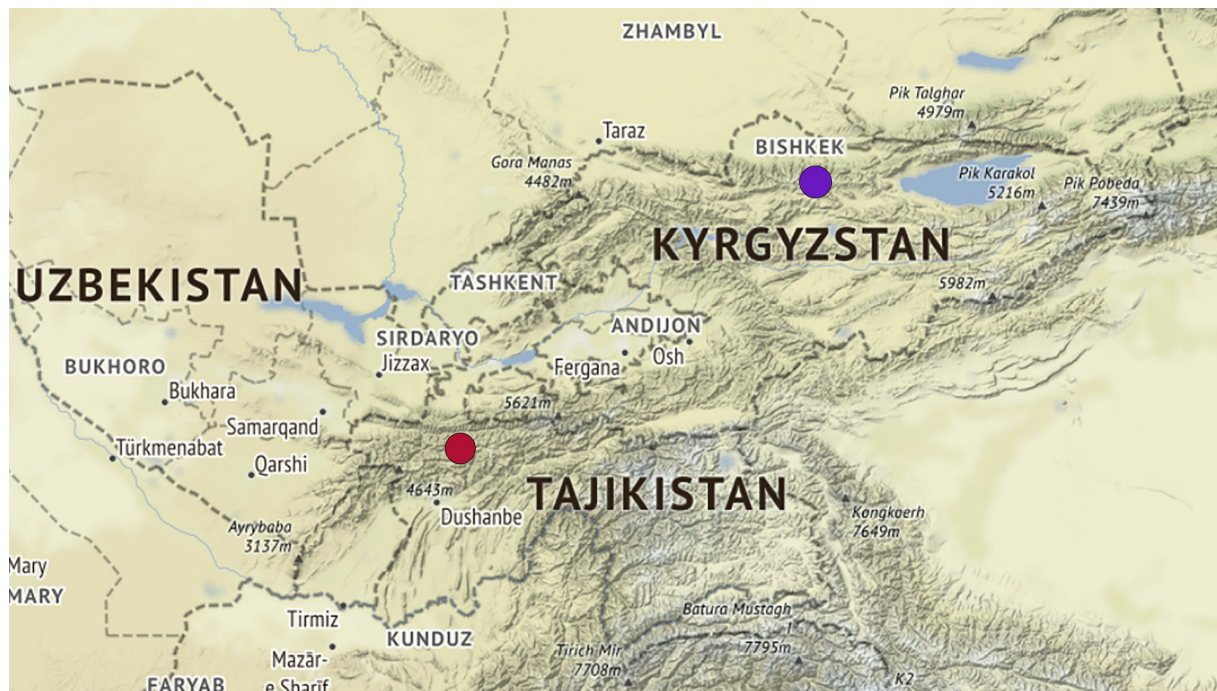 ZHAMBYL
Pik Talghar
4979m
Taraz
BISHKEK
Gora Manas
4482m
Pik Karakol
5216m
Pik Pobeda
7439m
KYRGYZSTAN
UZBEKISTAN
TASHKENT
5982m
SIRDARYO
ANDIJON
Jizzax
Fergana
Osh
BUKHORO
Bukhara
5621m
Samarqand
Türkmenabat
Qarshi
4643m
TAJIKISTAN
Dushanbe
Kongkoerh
7649m
Ayrybaba
3137m
Mary
MARY
Tirmiz
KUNDUZ
Batura Mustagh
1
7795m
Tirich Mir
7708m
Mazār-
e Sharīf
K2
FARYAB